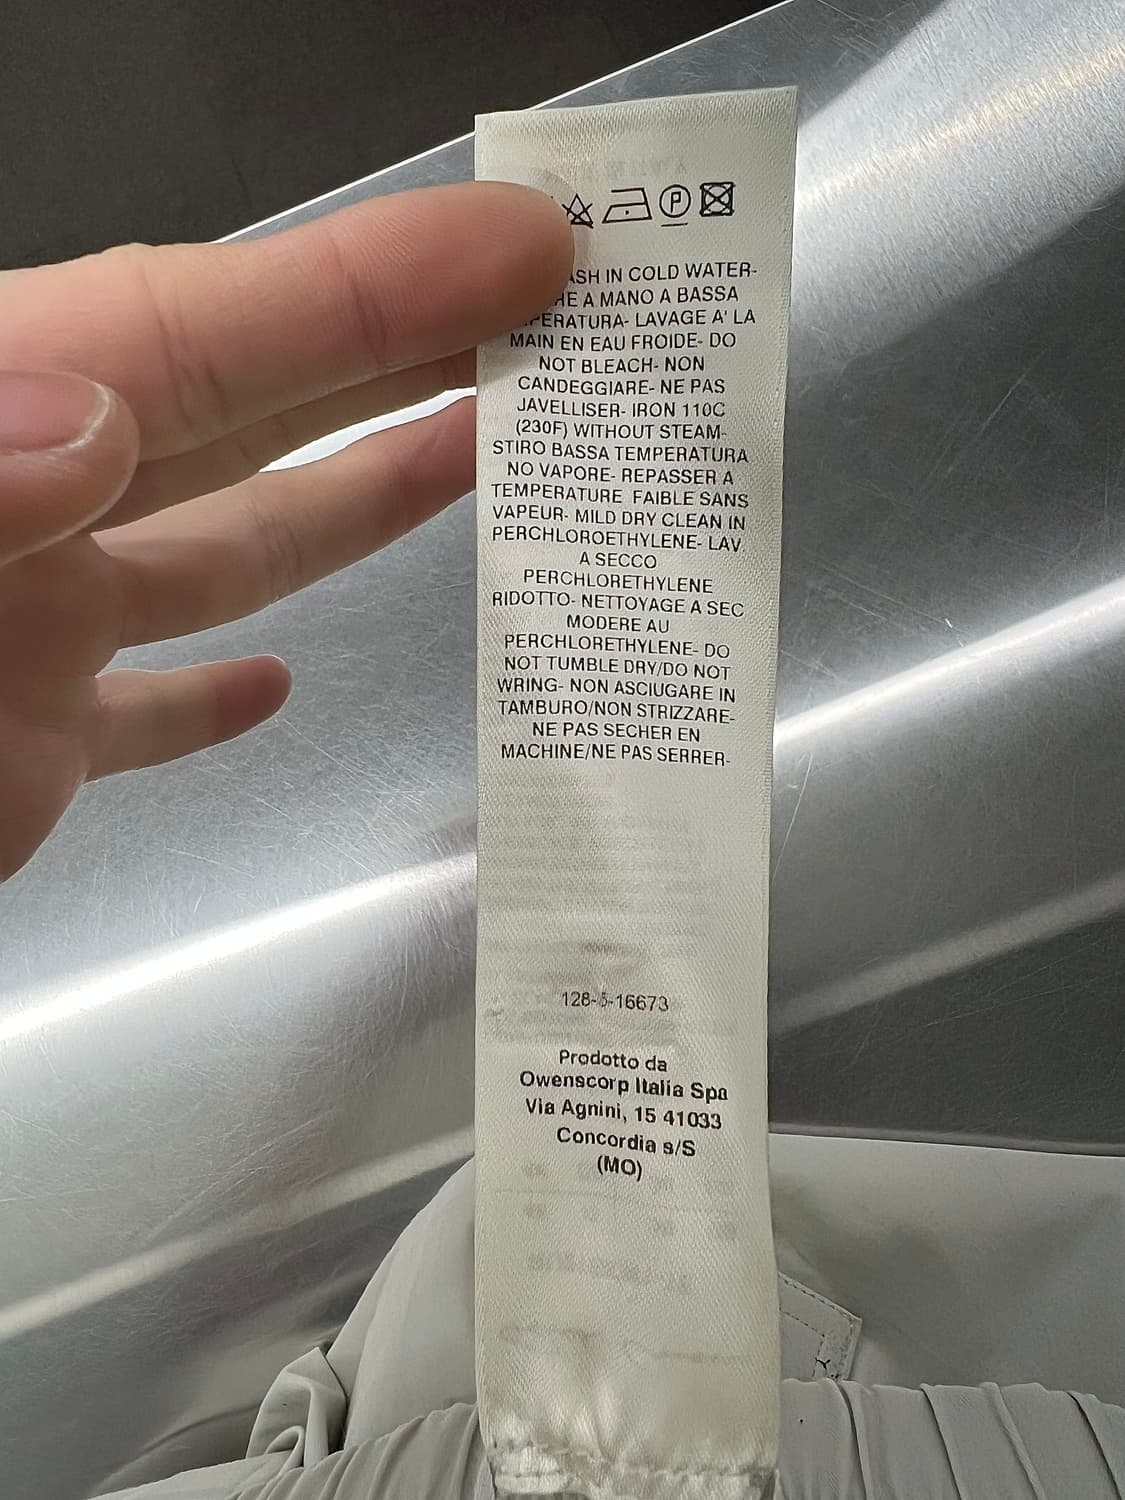 P
ASH IN COLD WATER-
HE A MANO A BASSA
PERATURA- LAVAGE A' LA
MAIN EN EAU FROIDE- DO
NOT BLEACH- NON
CANDEGGIARE- NE PAS
JAVELLISER- IRON 110C
(230F) WITHOUT STEAM-
STIRO BASSA TEMPERATURA
NO VAPORE- REPASSER A
TEMPERATURE FAIBLE SANS
VAPEUR- MILD DRY CLEAN IN
PERCHLOROETHYLENE- LAV.
A SECCO
PERCHLORETHYLENE
RIDOTTO- NETTOYAGE A SEC
MODERE AU
PERCHLORETHYLENE- DO
NOT TUMBLE DRY/DO NOT
WRING- NON ASCIUGARE IN
TAMBURO/NON STRIZZARE-
NE PAS SECHER EN
MACHINE/NE PAS SERRER-
128-5-16673
Prodotto da
Owenscorp Italia Spa
Via Agnini, 15 41033
Concordia s/S
(MO)